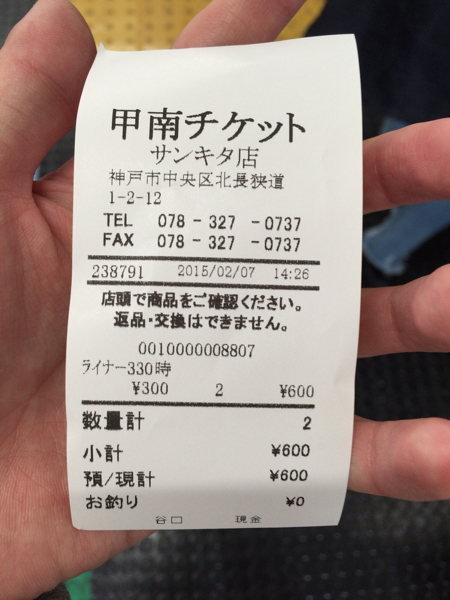 甲南チケット
サンキタ店
神戸市中央区北長狭道
1-2-12
TEL 078 - 327 - 0737
FAX 078 - 327 - 0737
238791 2015/02/07 14:26
店頭で商品をご確認ください。
返品・交換はできません。
0010000008807
ライナー330時
¥300 2 ¥600
数量計 2
小計 ¥600
預/現計 ¥600
お釣り ¥0
谷口 現金